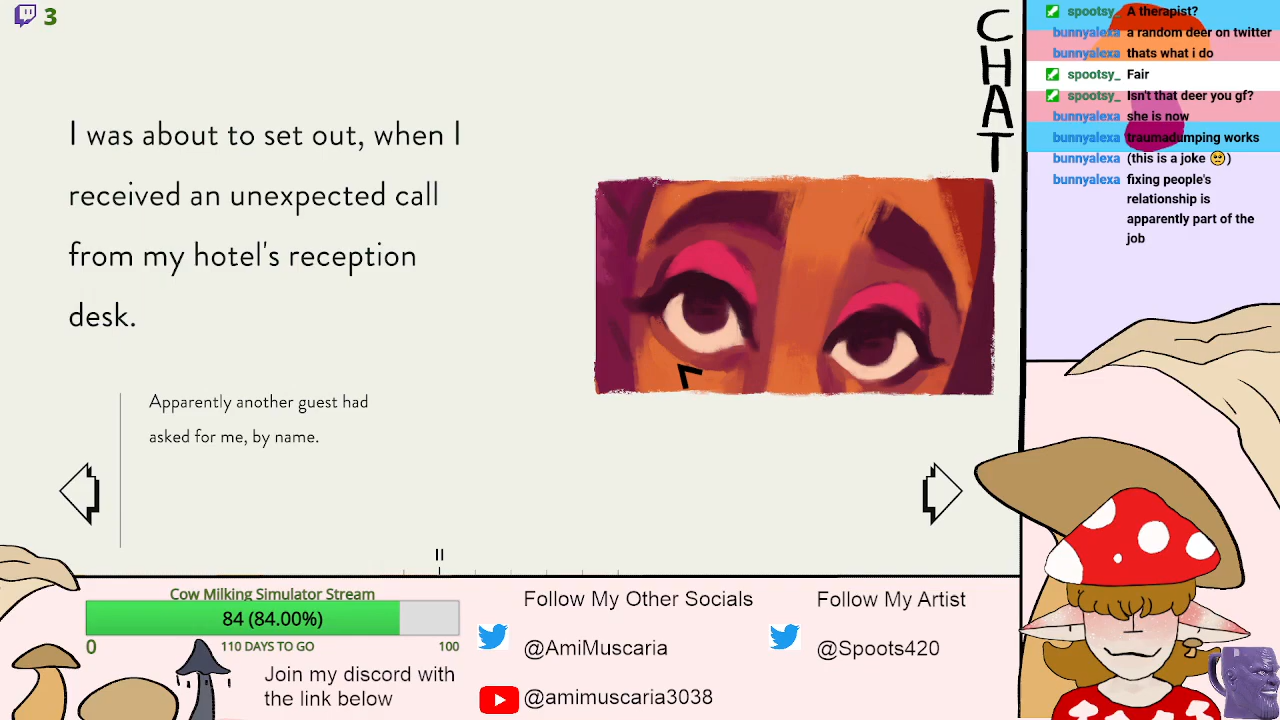 3
I was about to set out, when I
received an unexpected call
from my hotel's reception
desk.
Apparently another guest had
asked for me, by name.
II
CHAT
spootsy_ A therapist?
bunnyalexa a random deer on twitter
bunnyalexa thats what i do
spootsy_ Fair
spootsy_ Isn't that deer you gf?
bunnyalexa she is now
bunnyalexa traumadumping works
bunnyalexa (this is a joke 🥺)
bunnyalexa fixing people's
relationship is
apparently part of the
job
Cow Milking Simulator Stream
84 (84.00%)
0 110 DAYS TO GO 100
Join my discord with
the link below
Follow My Other Socials
@AmiMuscaria
@amimuscaria3038
Follow My Artist
@Spoots420